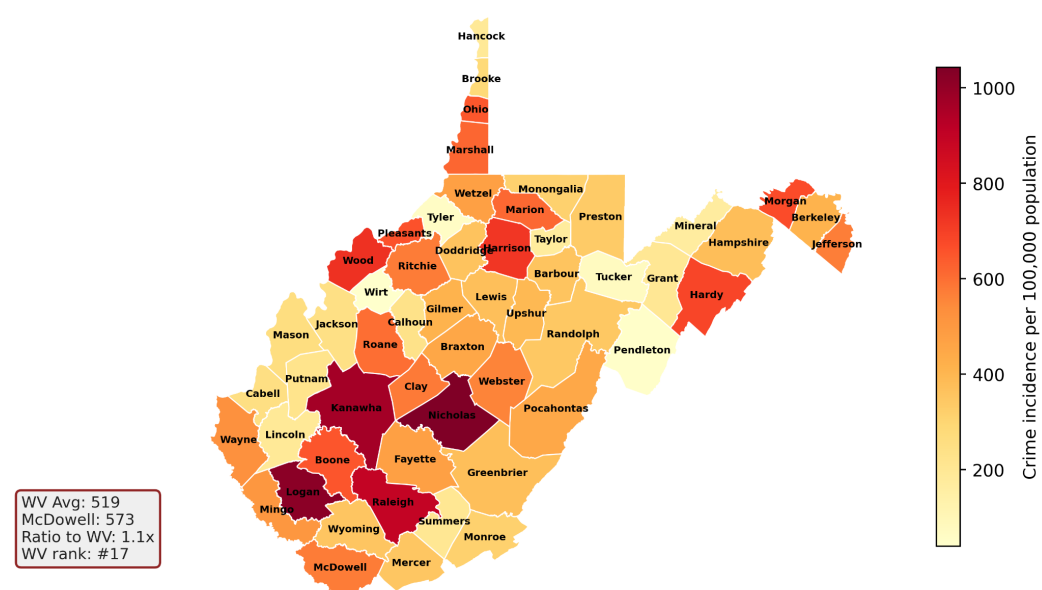 Hancock
Brooke
Ohio
Marshall
Wetzel
Monongalia
Tyler
Marion
Preston
Morgan
Berkeley
Pleasants
Mineral
Taylor
Hampshire
Jefferson
Doddridge
Harrison
Wood
Ritchie
Barbour
Tucker
Grant
Wirt
Lewis
Hardy
Gilmer
Upshur
Calhoun
Jackson
Mason
Randolph
Roane
Braxton
Pendleton
Putnam
Clay
Webster
Cabell
Kanawha
Nicholas
Pocahontas
Lincoln
Wayne
Boone
Fayette
Greenbrier
Logan
Raleigh
Mingo
Summers
Wyoming
Monroe
Mercer
McDowell
WV Avg: 519
McDowell: 573
Ratio to WV: 1.1x
WV rank: #17
1000
800
600
400
200
Crime incidence per 100,000 population